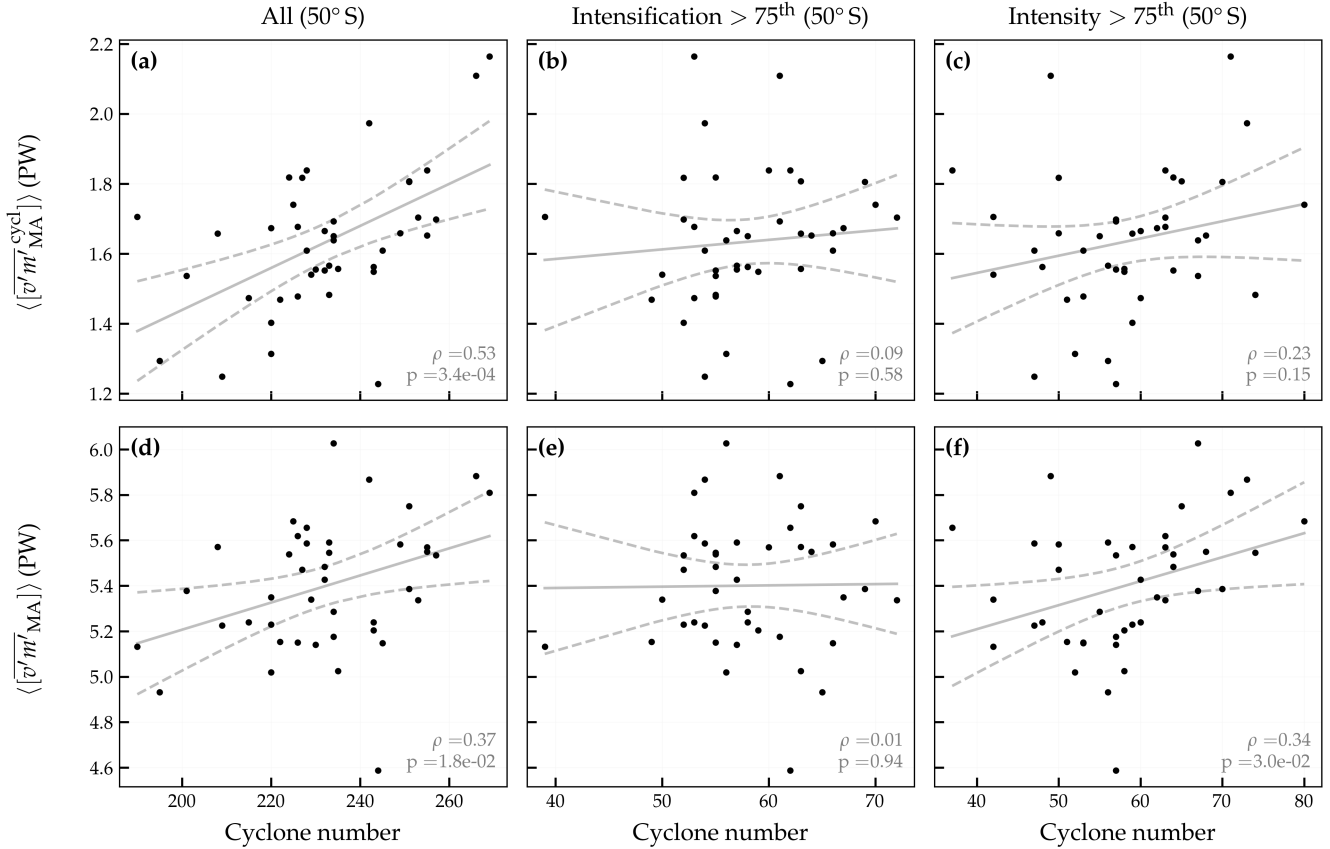 All (50° S)
Intensification > 75th (50° S)
Intensity > 75th (50° S)
⟨[v′m′cycl MA]⟩ (PW)
2.2
2.0
1.8
1.6
1.4
1.2
(a)
ρ =0.53
p =3.4e-04
(b)
ρ =0.09
p =0.58
(c)
ρ =0.23
p =0.15
⟨[v′m′MA]⟩ (PW)
6.0
5.8
5.6
5.4
5.2
5.0
4.8
4.6
(d)
ρ =0.37
p =1.8e-02
(e)
ρ =0.01
p =0.94
(f)
ρ =0.34
p =3.0e-02
200 220 240 260
40 50 60 70
40 50 60 70 80
Cyclone number
Cyclone number
Cyclone number